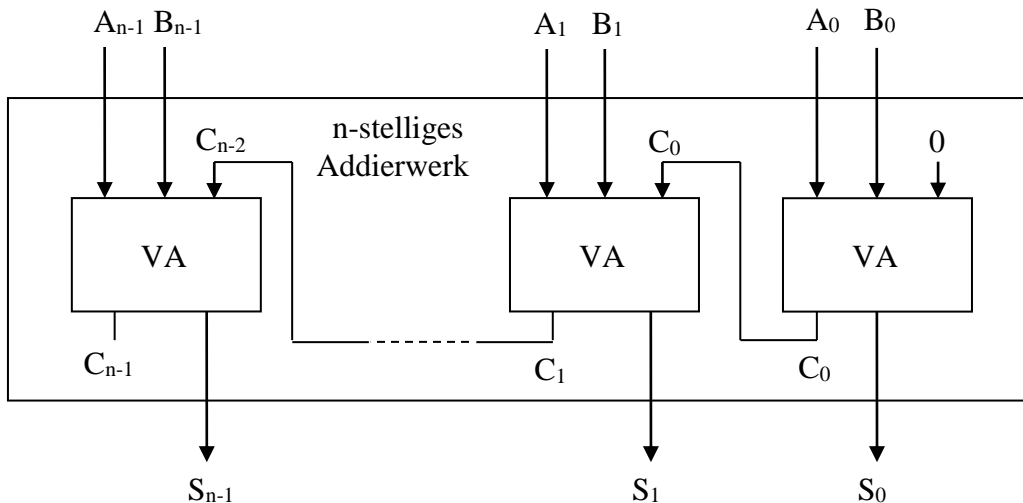 Aₙ₋₁ Bₙ₋₁ A₁ B₁ A₀ B₀
n-stelliges
Addierwerk
Cₙ₋₂ C₀ 0
VA VA VA
Cₙ₋₁ C₁ C₀
Sₙ₋₁ S₁ S₀